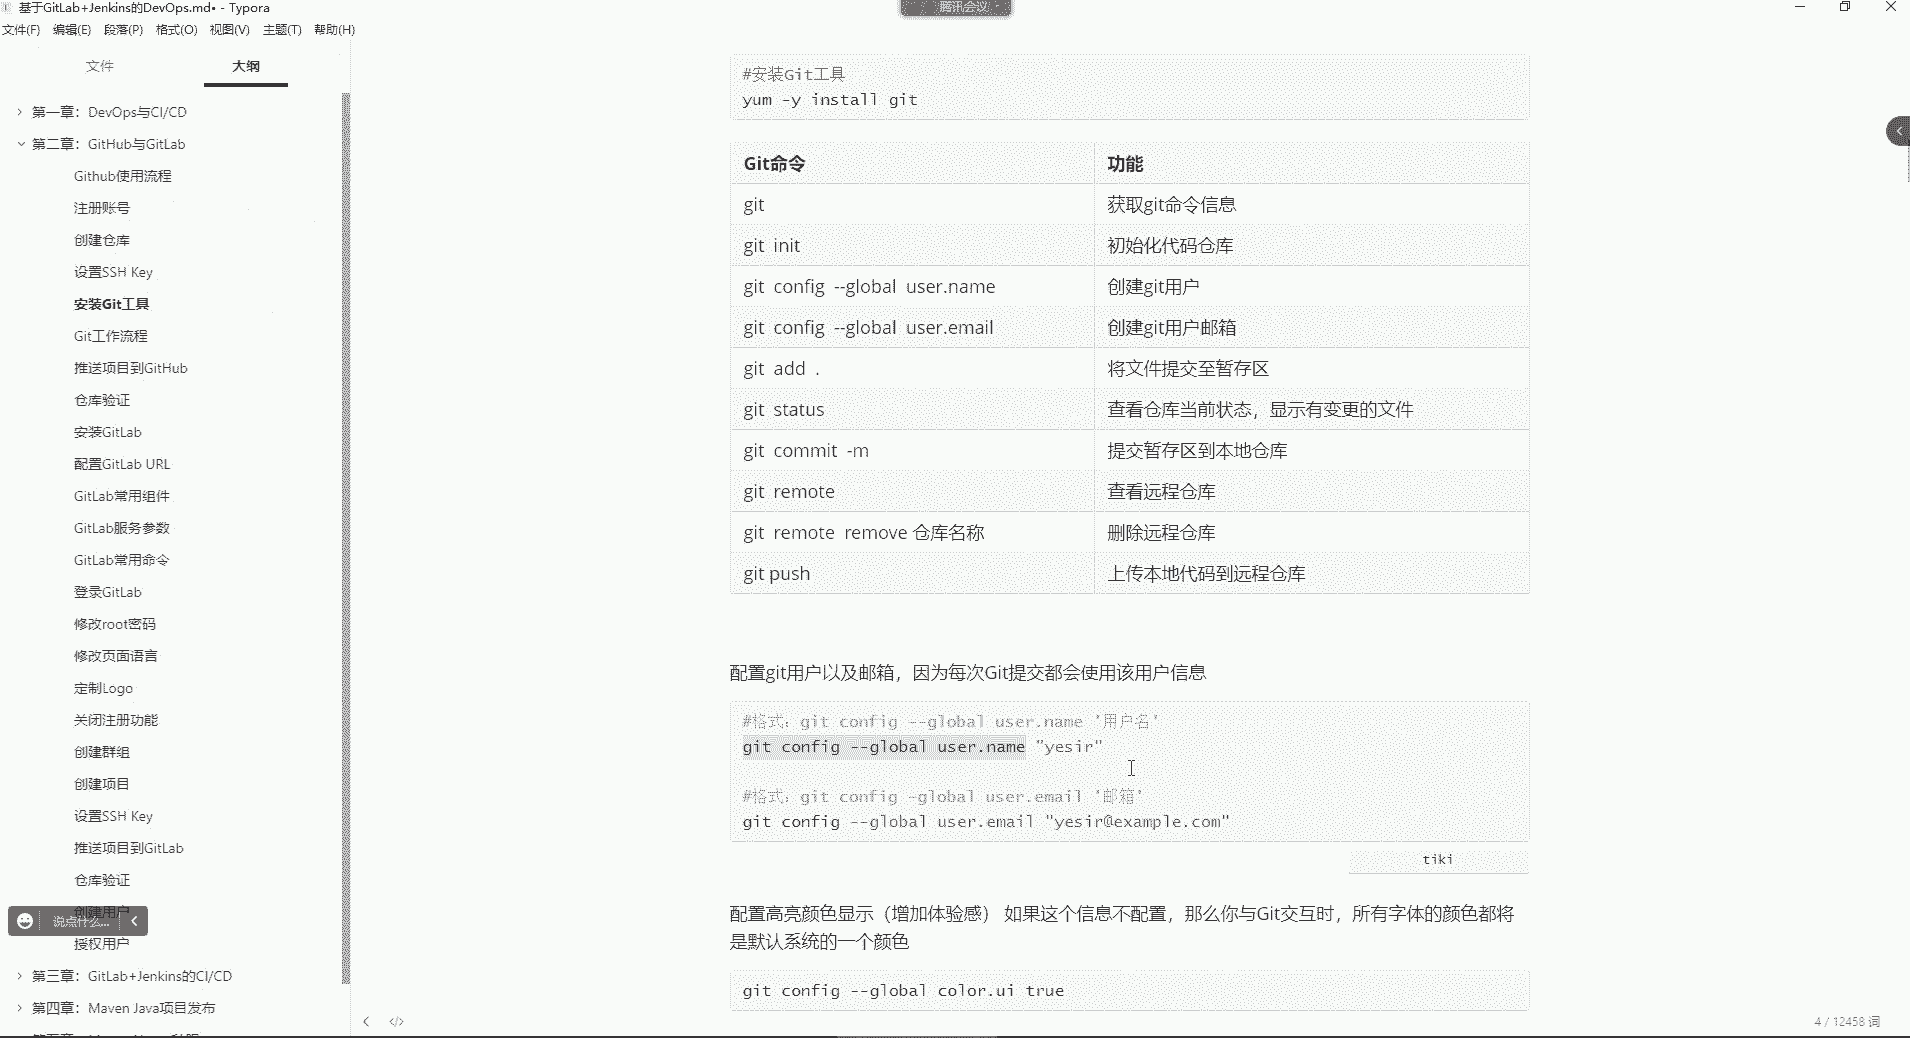 基于GitLab+Jenkins的DevOps.md• - Typora
腾讯会议
文件(F) 编辑(E) 段落(P) 格式(O) 视图(V) 主题(T) 帮助(H)
文件 大纲
第一章：DevOps与CI/CD
第二章：GitHub与GitLab
Github使用流程
注册账号
创建仓库
设置SSH Key
安装Git工具
Git工作流程
推送项目到GitHub
仓库验证
安装GitLab
配置GitLab URL
GitLab常用组件
GitLab服务参数
GitLab常用命令
登录GitLab
修改root密码
修改页面语言
定制Logo
关闭注册功能
创建群组
创建项目
设置SSH Key
推送项目到GitLab
仓库验证
创建用户
说点什么...
授权用户
第三章：GitLab+Jenkins的CI/CD
第四章：Maven Java项目发布
#安装Git工具
yum -y install git
Git命令 功能
git 获取git命令信息
git init 初始化代码仓库
git config --global user.name 创建git用户
git config --global user.email 创建git用户邮箱
git add . 将文件提交至暂存区
git status 查看仓库当前状态，显示有变更的文件
git commit -m 提交暂存区到本地仓库
git remote 查看远程仓库
git remote remove 仓库名称 删除远程仓库
git push 上传本地代码到远程仓库
配置git用户以及邮箱，因为每次Git提交都会使用该用户信息
#格式：git config --global user.name '用户名'
git config --global user.name "yesir"
#格式：git config -global user.email '邮箱'
git config --global user.email "yesir@example.com"
tiki
配置高亮颜色显示（增加体验感） 如果这个信息不配置，那么你与Git交互时，所有字体的颜色都将
是默认系统的一个颜色
git config --global color.ui true
4 / 12458 词